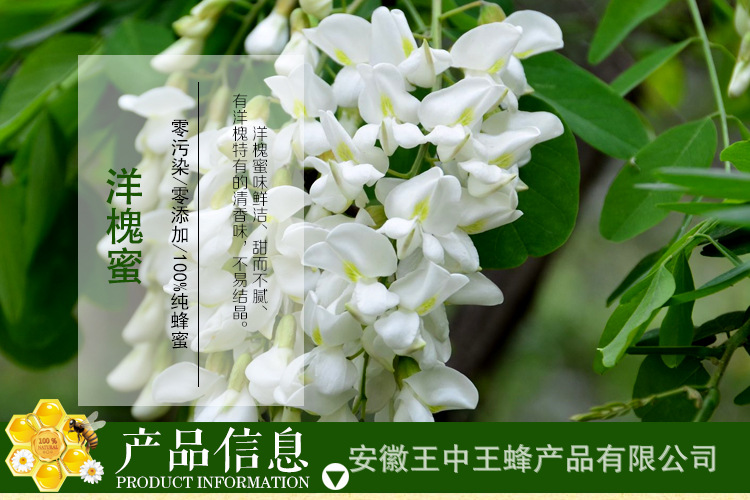 洋槐蜜
零污染/零添加/100%纯蜂蜜
洋槐蜜味鲜洁、甜而不腻、
有洋槐特有的清香味，不易结晶。
100%
NATURAL
产品信息
PRODUCT INFORMATION
安徽王中王蜂产品有限公司